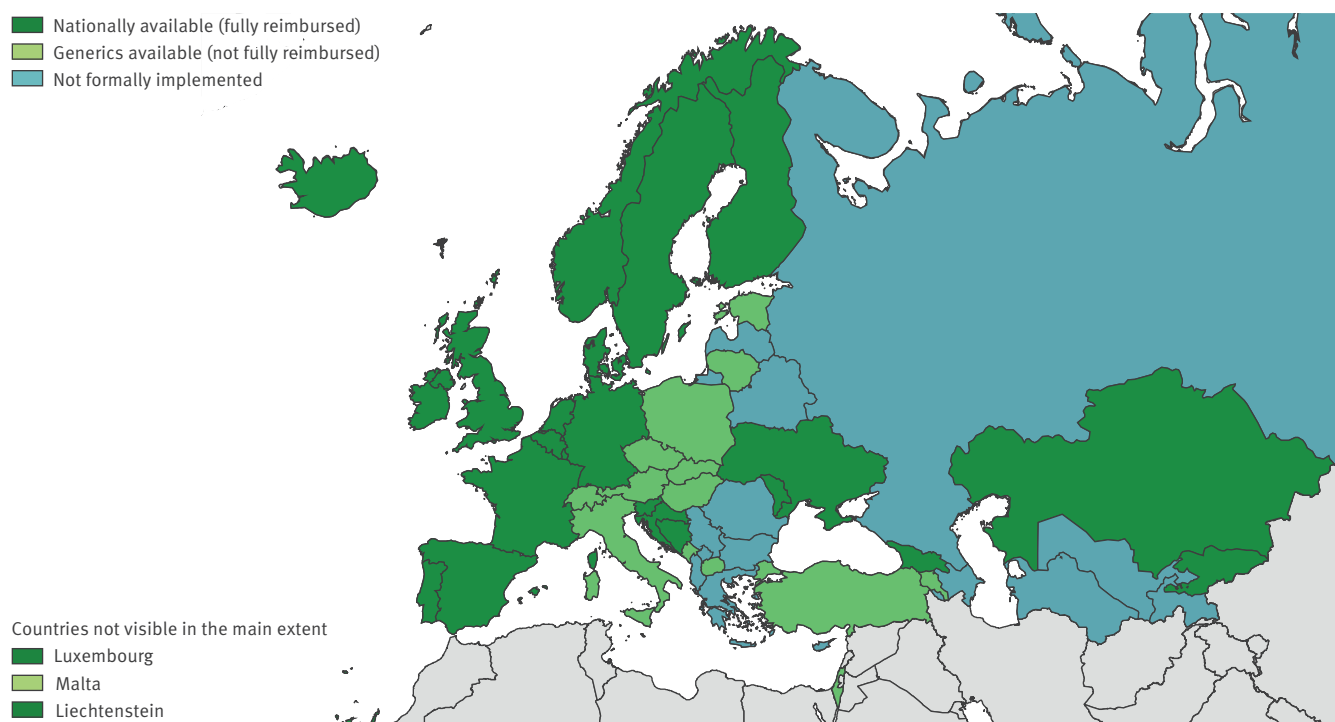 Nationally available (fully reimbursed)
Generics available (not fully reimbursed)
Not formally implemented
Countries not visible in the main extent
Luxembourg
Malta
Liechtenstein